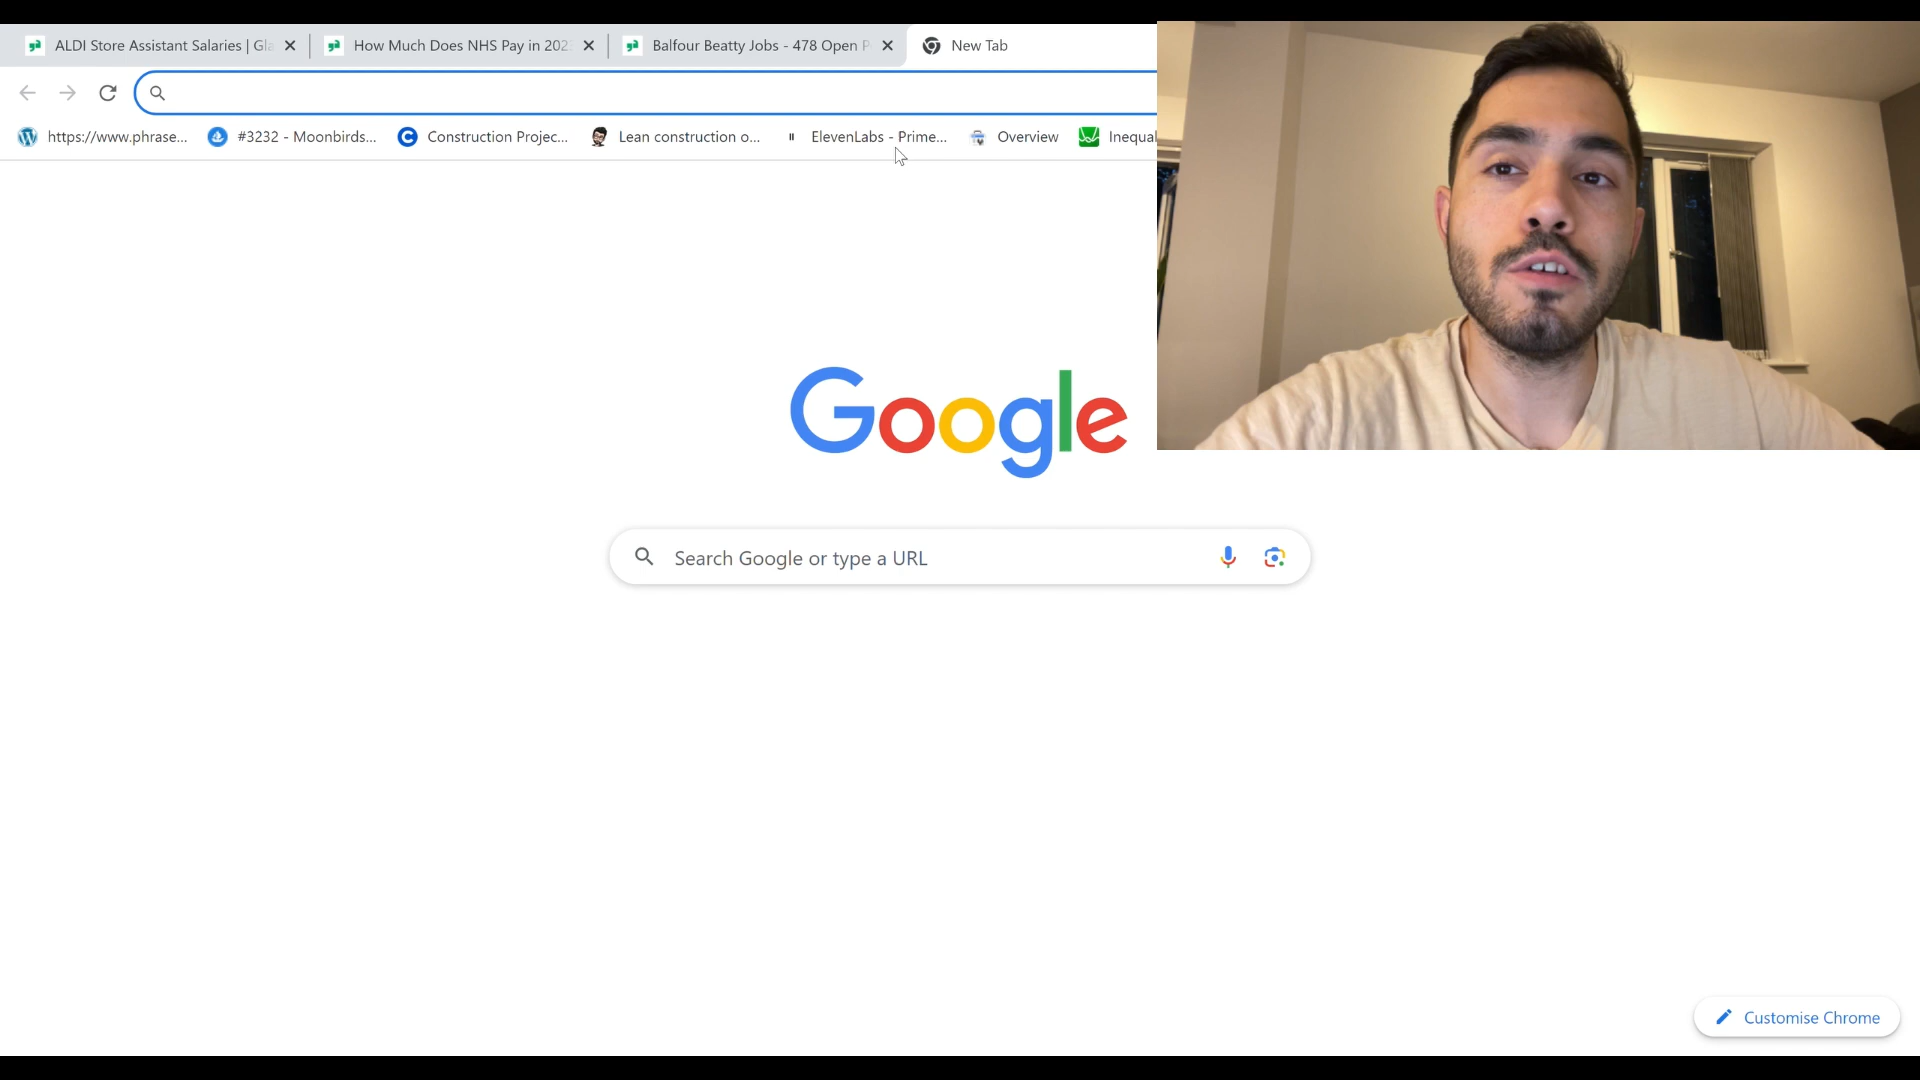 ALDI Store Assistant Salaries | Gla
How Much Does NHS Pay in 202
Balfour Beatty Jobs - 478 Open P
New Tab
https://www.phrase...
#3232 - Moonbirds...
Construction Projec...
Lean construction o...
ElevenLabs - Prime...
Overview
Inequal
Google
Search Google or type a URL
Customise Chrome